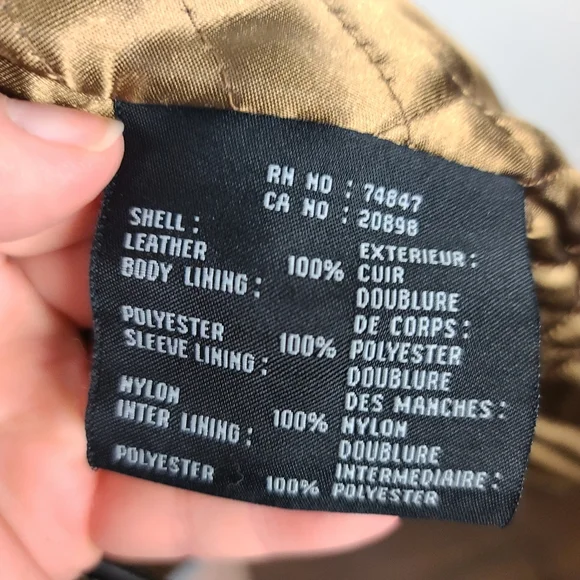 RN NO : 74847
CA NO : 20898
SHELL : EXTERIEUR :
LEATHER 100% CUIR
BODY LINING : DOUBLURE
DE CORPS :
POLYESTER 100% POLYESTER
SLEEVE LINING : DOUBLURE
DES MANCHES :
NYLON 100% NYLON
INTER LINING : DOUBLURE
INTERMEDIAIRE :
POLYESTER 100% POLYESTER